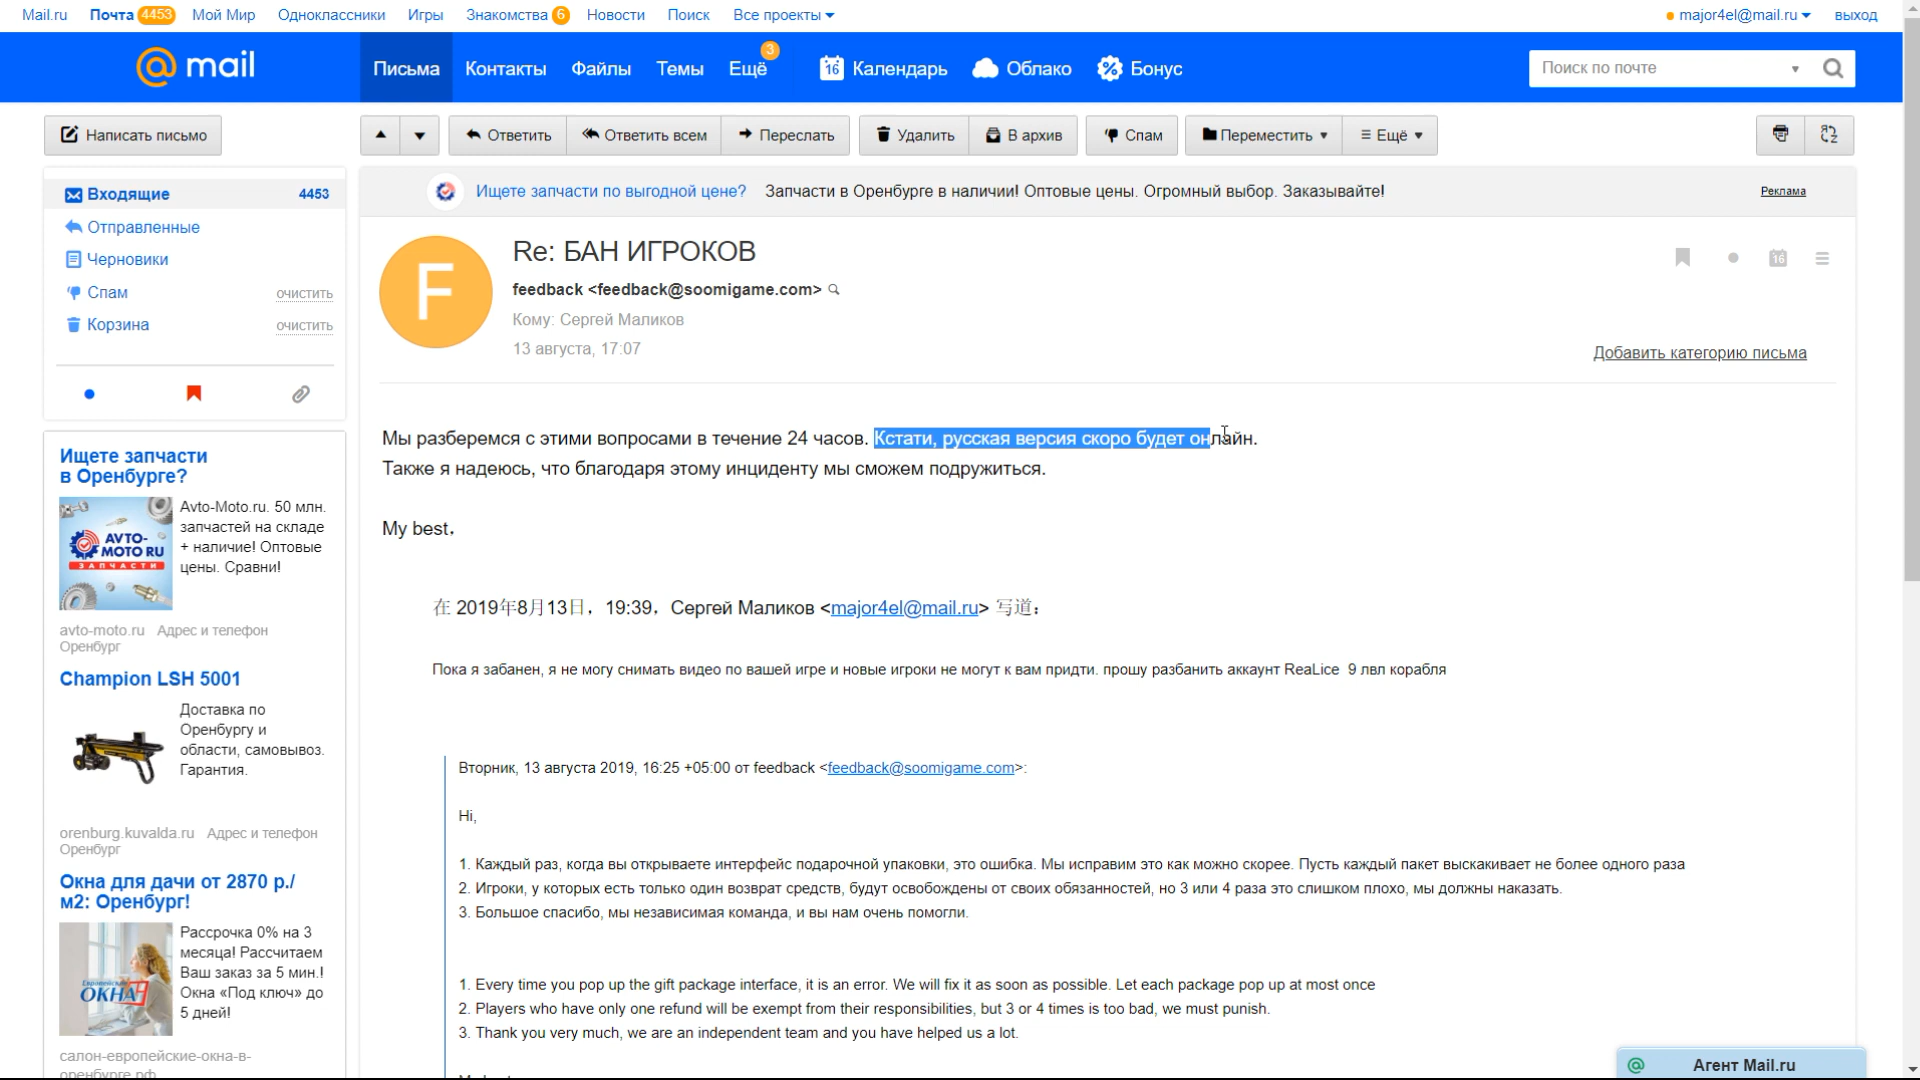 Mail.ru Почта 4453 Мой Мир Одноклассники Игры Знакомства 6 Новости Поиск Все проекты major4el@mail.ru выход
@mail Письма Контакты Файлы Темы Ещё 3 16 Календарь Облако Бонус Поиск по почте
Написать письмо Ответить Ответить всем Переслать Удалить В архив Спам Переместить Ещё
Входящие 4453
Отправленные
Черновики
Спам очистить
Корзина очистить
Ищете запчасти
в Оренбурге?
AVTO-
MOTO RU
ЗАПЧАСТИ
Avto-Moto.ru. 50 млн.
запчастей на складе
+ наличие! Оптовые
цены. Сравни!
avto-moto.ru Адрес и телефон
Оренбург
Champion LSH 5001
Доставка по
Оренбургу и
области, самовывоз.
Гарантия.
orenburg.kuvalda.ru Адрес и телефон
Оренбург
Окна для дачи от 2870 р./
м2: Оренбург!
Европейские
ОКНА
Рассрочка 0% на 3
месяца! Рассчитаем
Ваш заказ за 5 мин.!
Окна «Под ключ» до
5 дней!
салон-европейские-окна-в-
оренбурге.рф
Ищете запчасти по выгодной цене? Запчасти в Оренбурге в наличии! Оптовые цены. Огромный выбор. Заказывайте! Реклама
F
Re: БАН ИГРОКОВ
16
feedback <feedback@soomigame.com>
Кому: Сергей Маликов
13 августа, 17:07
Добавить категорию письма
Мы разберемся с этими вопросами в течение 24 часов. Кстати, русская версия скоро будет онлайн.
Также я надеюсь, что благодаря этому инциденту мы сможем подружиться.
My best，
在 2019年8月13日，19:39，Сергей Маликов <major4el@mail.ru> 写道：
Пока я забанен, я не могу снимать видео по вашей игре и новые игроки не могут к вам придти. прошу разбанить аккаунт ReaLice 9 лвл корабля
Вторник, 13 августа 2019, 16:25 +05:00 от feedback <feedback@soomigame.com>:
Hi,
1. Каждый раз, когда вы открываете интерфейс подарочной упаковки, это ошибка. Мы исправим это как можно скорее. Пусть каждый пакет выскакивает не более одного раза
2. Игроки, у которых есть только один возврат средств, будут освобождены от своих обязанностей, но 3 или 4 раза это слишком плохо, мы должны наказать.
3. Большое спасибо, мы независимая команда, и вы нам очень помогли.
1. Every time you pop up the gift package interface, it is an error. We will fix it as soon as possible. Let each package pop up at most once
2. Players who have only one refund will be exempt from their responsibilities, but 3 or 4 times is too bad, we must punish.
3. Thank you very much, we are an independent team and you have helped us a lot.
Агент Mail.ru